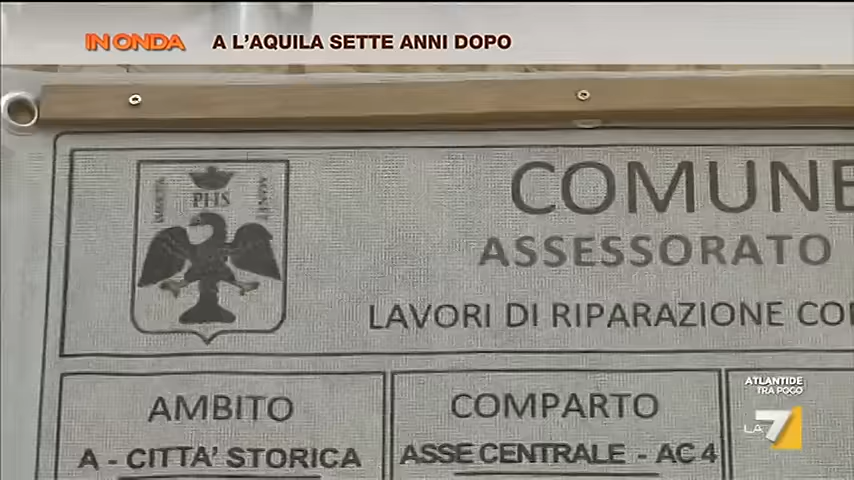 IN ONDA A L'AQUILA SETTE ANNI DOPO
PHS
COMUNE
ASSESSORATO
LAVORI DI RIPARAZIONE CO
AMBITO
COMPARTO
A - CITTA' STORICA
ASSE CENTRALE - AC 4
ATLANTIDE
TRA POCO
LA7